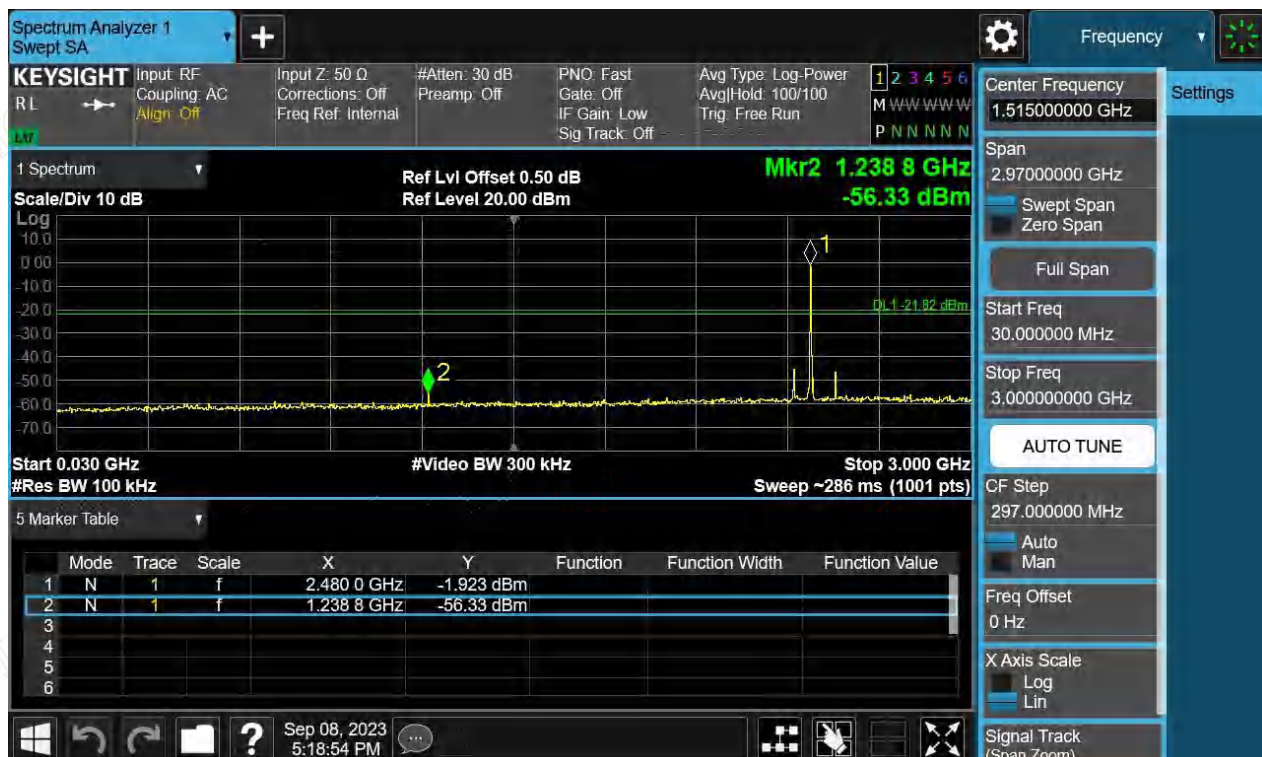 Spectrum Analyzer 1
Swept SA
+
Frequency
KEYSIGHT
RL
Input: RF
Coupling: AC
Align: Off
Input Z: 50 Ω
Corrections: Off
Freq Ref: Internal
#Atten: 30 dB
Preamp: Off
PNO: Fast
Gate: Off
IF Gain: Low
Sig Track: Off
Avg Type: Log-Power
Avg|Hold: 100/100
Trig: Free Run
1 2 3 4 5 6
M W W W W W
P N N N N N
Center Frequency
1.515000000 GHz
Settings
Span
2.97000000 GHz
Swept Span
Zero Span
Full Span
Start Freq
30.000000 MHz
Stop Freq
3.000000000 GHz
AUTO TUNE
CF Step
297.000000 MHz
Auto
Man
Freq Offset
0 Hz
X Axis Scale
Log
Lin
Signal Track
(Span Zoom)
1 Spectrum
Scale/Div 10 dB
Ref Lvl Offset 0.50 dB
Ref Level 20.00 dBm
Mkr2 1.238 8 GHz
-56.33 dBm
Log
10.0
0.00
-10.0
-20.0
-30.0
-40.0
-50.0
-60.0
-70.0
1
DL1 -21.92 dBm
2
Start 0.030 GHz
#Video BW 300 kHz
Stop 3.000 GHz
#Res BW 100 kHz
Sweep ~286 ms (1001 pts)
5 Marker Table
Mode Trace Scale X Y Function Function Width Function Value
1 N 1 f 2.480 0 GHz -1.923 dBm
2 N 1 f 1.238 8 GHz -56.33 dBm
3
4
5
6
?
Sep 08, 2023
5:18:54 PM